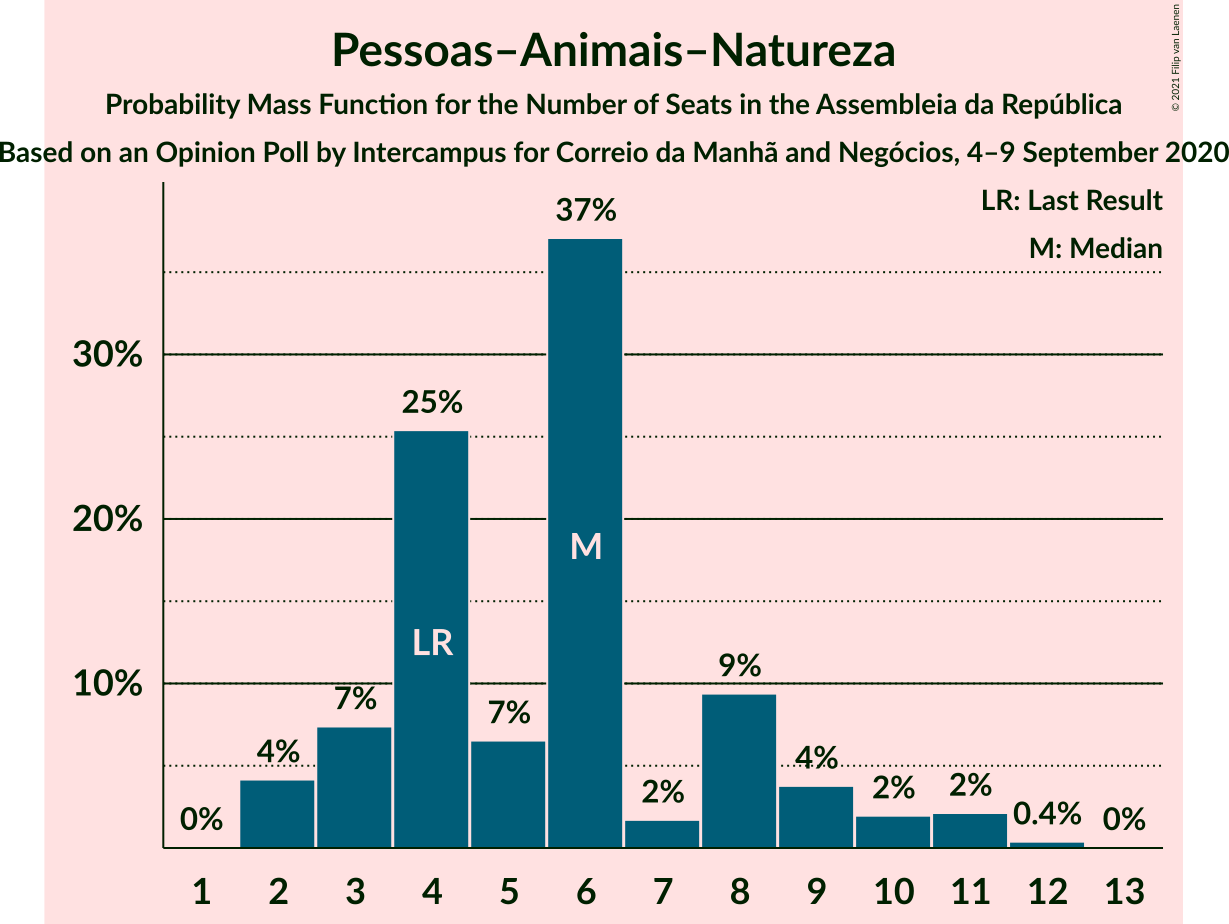 Pessoas–Animais–Natureza
Probability Mass Function for the Number of Seats in the Assembleia da República
Based on an Opinion Poll by Intercampus for Correio da Manhã and Negócios, 4–9 September 2020
© 2021 Filip van Laenen
LR: Last Result
M: Median
30%
20%
10%
0%
4%
7%
25%
7%
37%
2%
9%
4%
2%
2%
0.4%
0%
LR
M
1 2 3 4 5 6 7 8 9 10 11 12 13